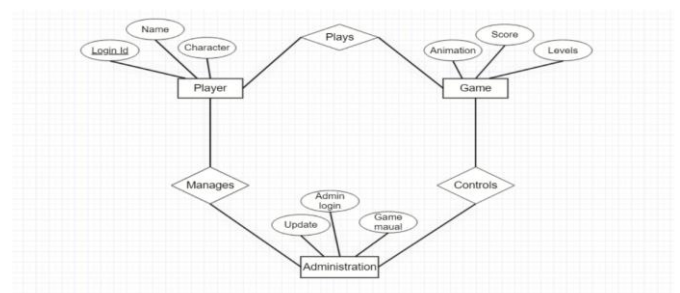 Name
Plays
Score
Login Id
Character
Animation
Levels
Player
Game
Manages
Controls
Admin
login
Update
Game
maual
Administration